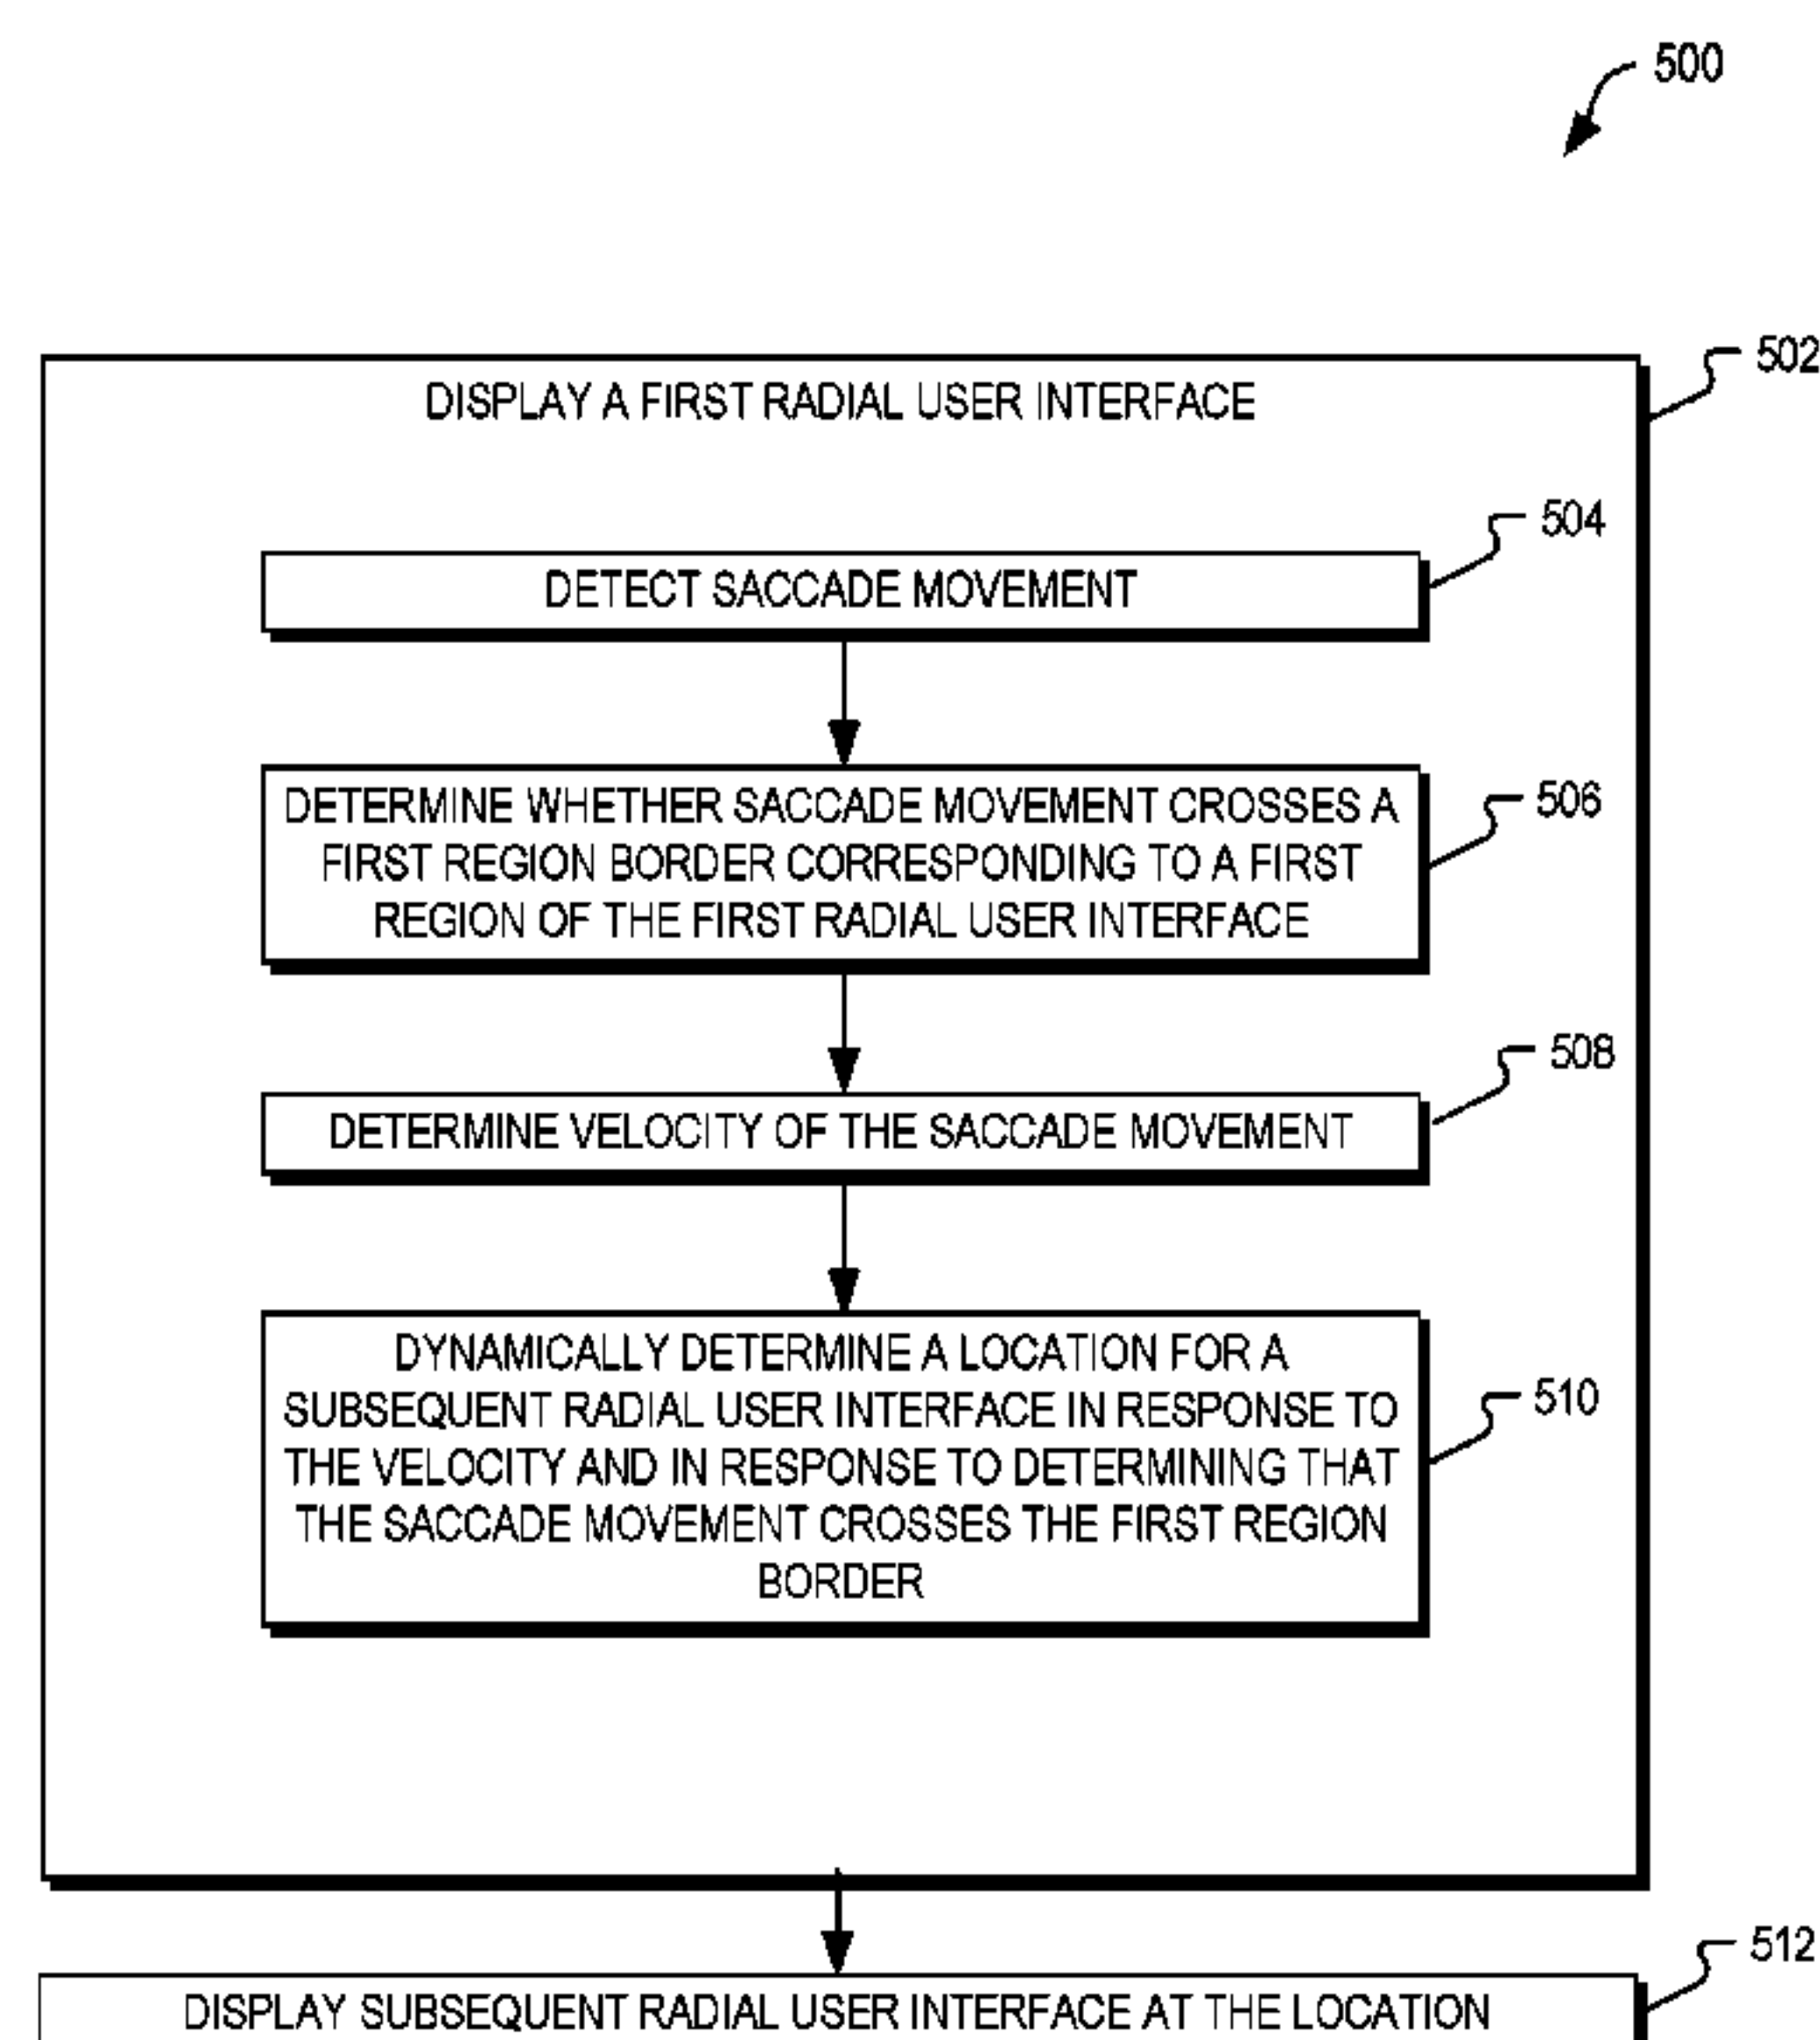 500
502
DISPLAY A FIRST RADIAL USER INTERFACE
504
DETECT SACCADE MOVEMENT
506
DETERMINE WHETHER SACCADE MOVEMENT CROSSES A
FIRST REGION BORDER CORRESPONDING TO A FIRST
REGION OF THE FIRST RADIAL USER INTERFACE
508
DETERMINE VELOCITY OF THE SACCADE MOVEMENT
510
DYNAMICALLY DETERMINE A LOCATION FOR A
SUBSEQUENT RADIAL USER INTERFACE IN RESPONSE TO
THE VELOCITY AND IN RESPONSE TO DETERMINING THAT
THE SACCADE MOVEMENT CROSSES THE FIRST REGION
BORDER
512
DISPLAY SUBSEQUENT RADIAL USER INTERFACE AT THE LOCATION